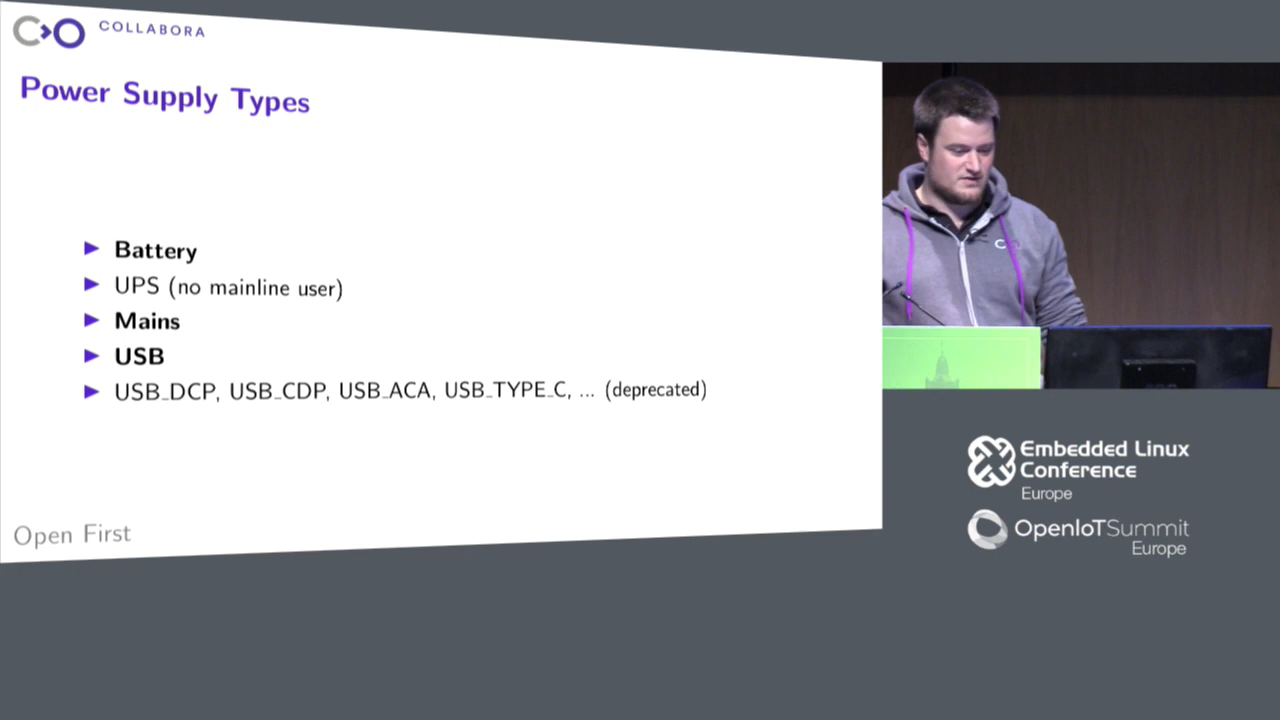 COLLABORA
Power Supply Types
Battery
UPS (no mainline user)
Mains
USB
USB_DCP, USB_CDP, USB_ACA, USB_TYPE_C, ... (deprecated)
Open First
Embedded Linux
Conference
Europe
OpenIoTSummit
Europe